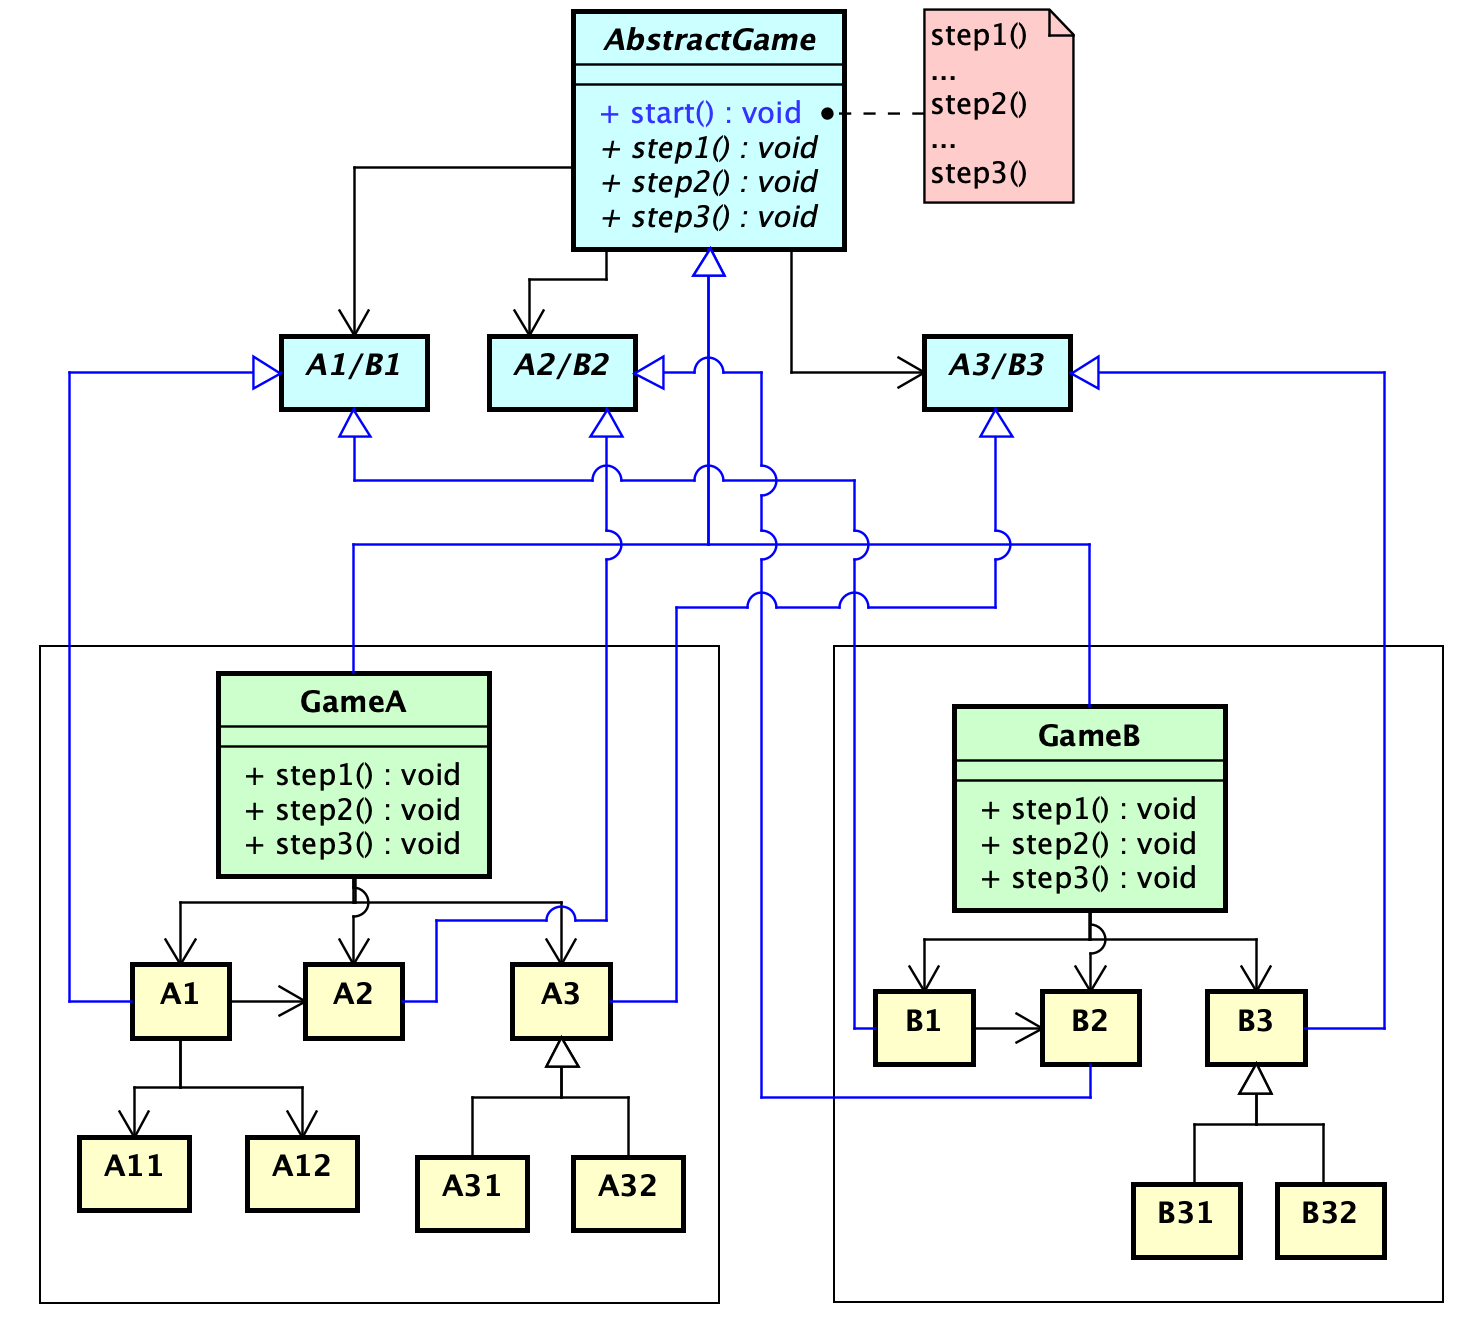 AbstractGame
+ start() : void
+ step1() : void
+ step2() : void
+ step3() : void
step1()
...
step2()
...
step3()
A1/B1
A2/B2
A3/B3
GameA
+ step1() : void
+ step2() : void
+ step3() : void
GameB
+ step1() : void
+ step2() : void
+ step3() : void
A1
A2
A3
B1
B2
B3
A11
A12
A31
A32
B31
B32